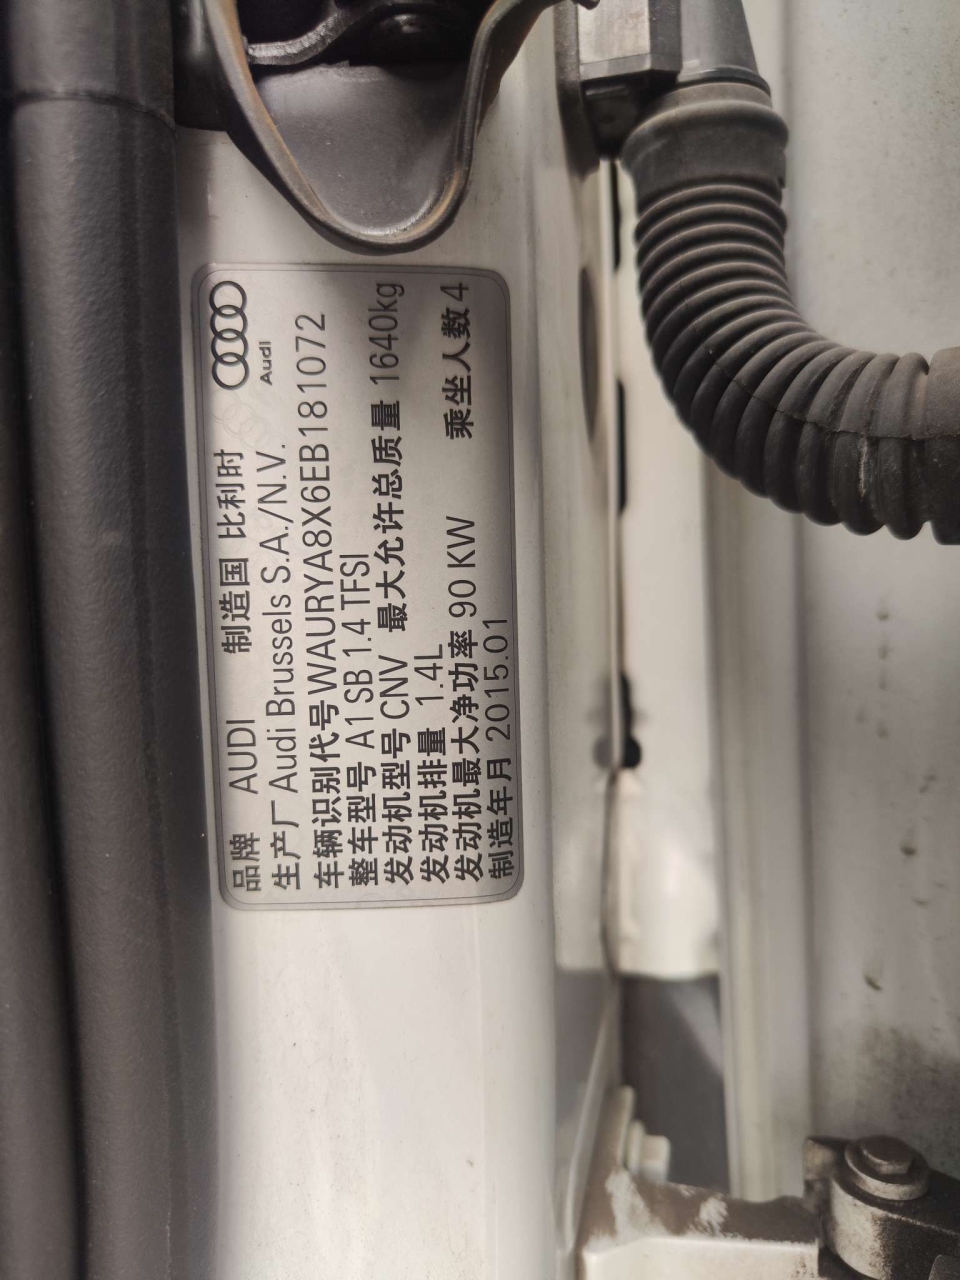 Audi
品牌 AUDI 制造国 比利时
生产厂 Audi Brussels S.A./N.V.
车辆识别代号 WAURYA8X6EB181072
整车型号 A1 SB 1.4 TFSI
发动机型号 CNV 最大允许总质量 1640kg
发动机排量 1.4L
发动机最大净功率 90 KW 乘坐人数 4
制造年月 2015.01